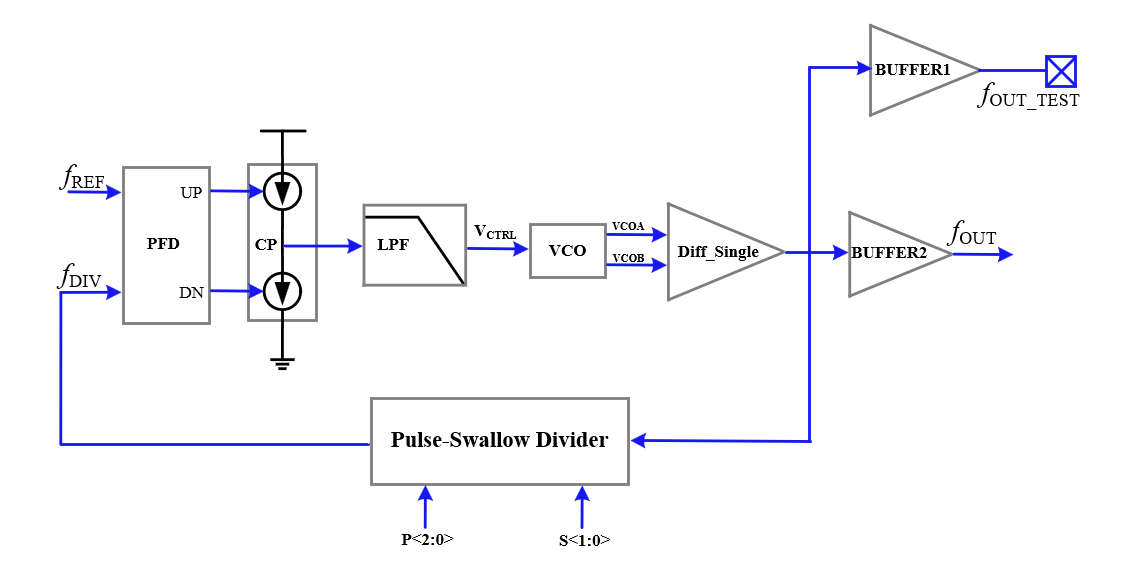 BUFFER1
fOUT_TEST
fREF
UP
PFD
CP
LPF
VCTRL
VCO
VCOA
VCOB
Diff_Single
BUFFER2
fOUT
fDIV
DN
Pulse-Swallow Divider
P<2:0>
S<1:0>